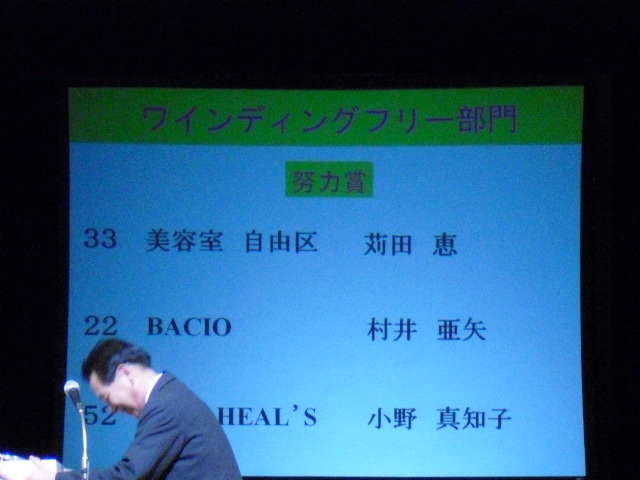 ワインディングフリー部門
努力賞
33 美容室 自由区 苅田 恵
22 BACIO 村井 亜矢
52 HEAL'S 小野 真知子